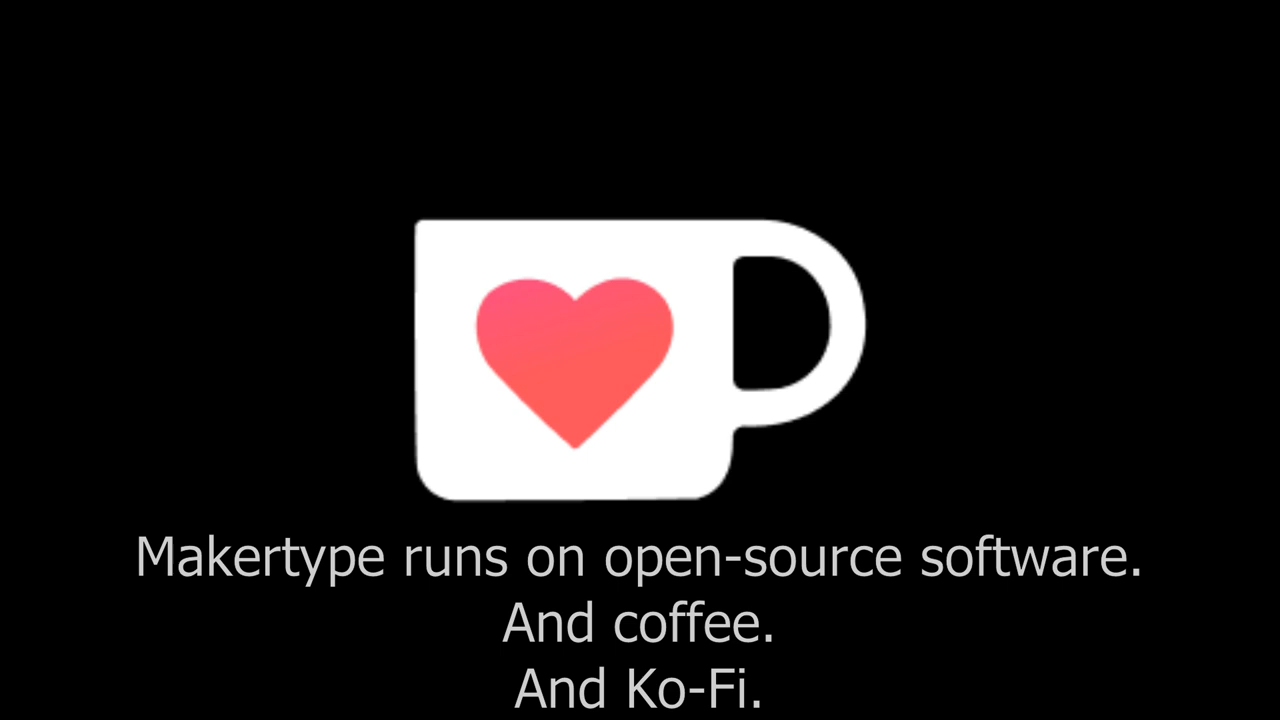 Makertype runs on open-source software.
And coffee.
And Ko-Fi.